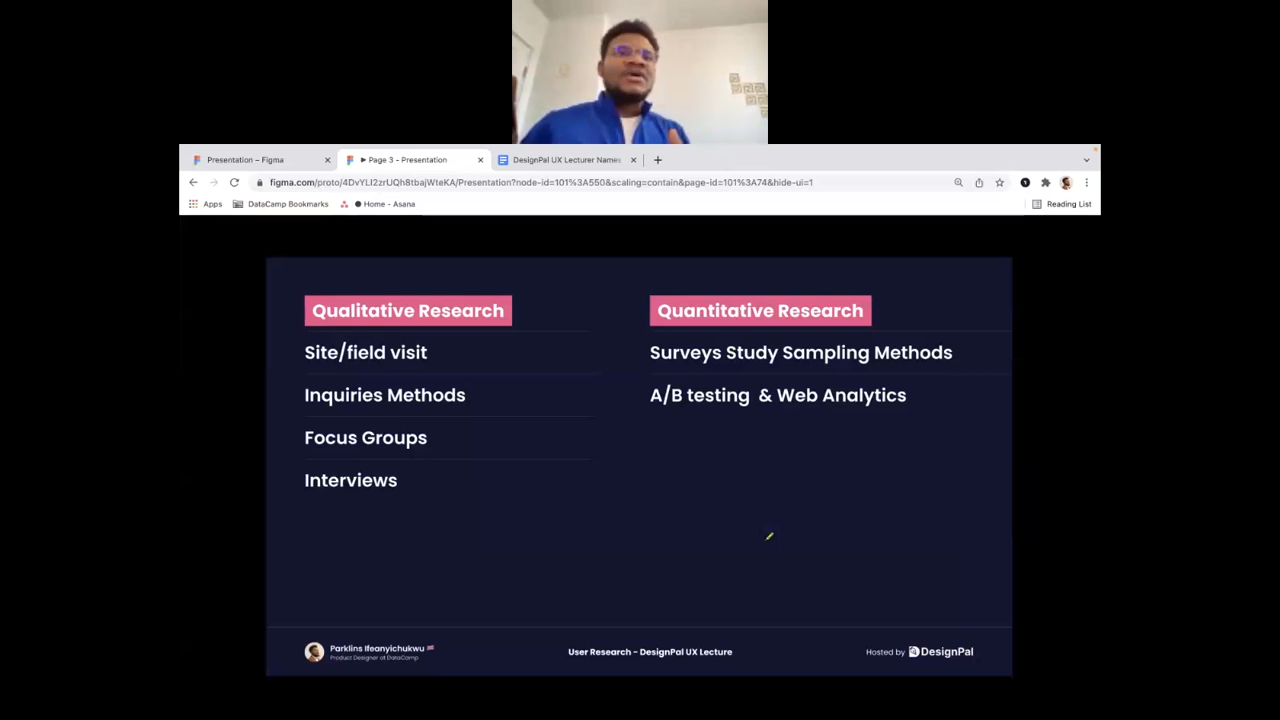 Presentation – Figma
Page 3 - Presentation
DesignPal UX Lecturer Names
figma.com/proto/4DvYLI2zrUQh8tbajWteKA/Presentation?node-id=101%3A550&scaling=contain&page-id=101%3A74&hide-ui=1
Apps
DataCamp Bookmarks
Home - Asana
Reading List
Qualitative Research
Site/field visit
Inquiries Methods
Focus Groups
Interviews
Quantitative Research
Surveys Study Sampling Methods
A/B testing & Web Analytics
Parklins Ifeanyichukwu
Product Designer at DataCamp
User Research - DesignPal UX Lecture
Hosted by DesignPal